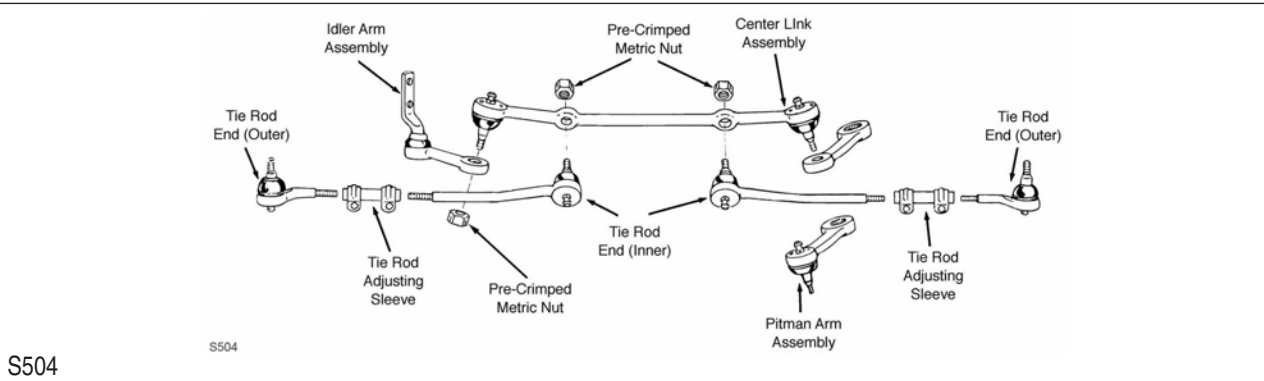 Idler Arm
Assembly
Pre-Crimped
Metric Nut
Center LInk
Assembly
Tie Rod
End (Outer)
Tie Rod
End (Outer)
Tie Rod
End (Inner)
Tie Rod
Adjusting
Sleeve
Pre-Crimped
Metric Nut
Tie Rod
Adjusting
Sleeve
Pitman Arm
Assembly
S504
S504